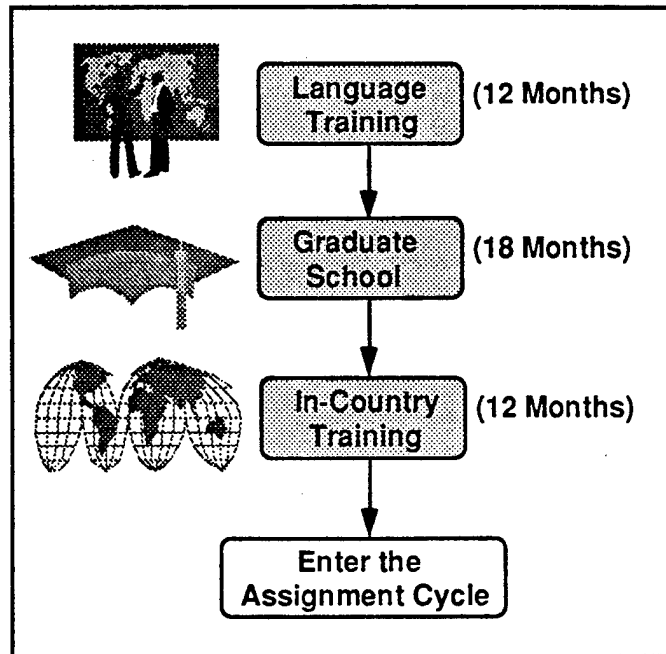 Language
Training
(12 Months)
Graduate
School
(18 Months)
In-Country
Training
(12 Months)
Enter the
Assignment Cycle